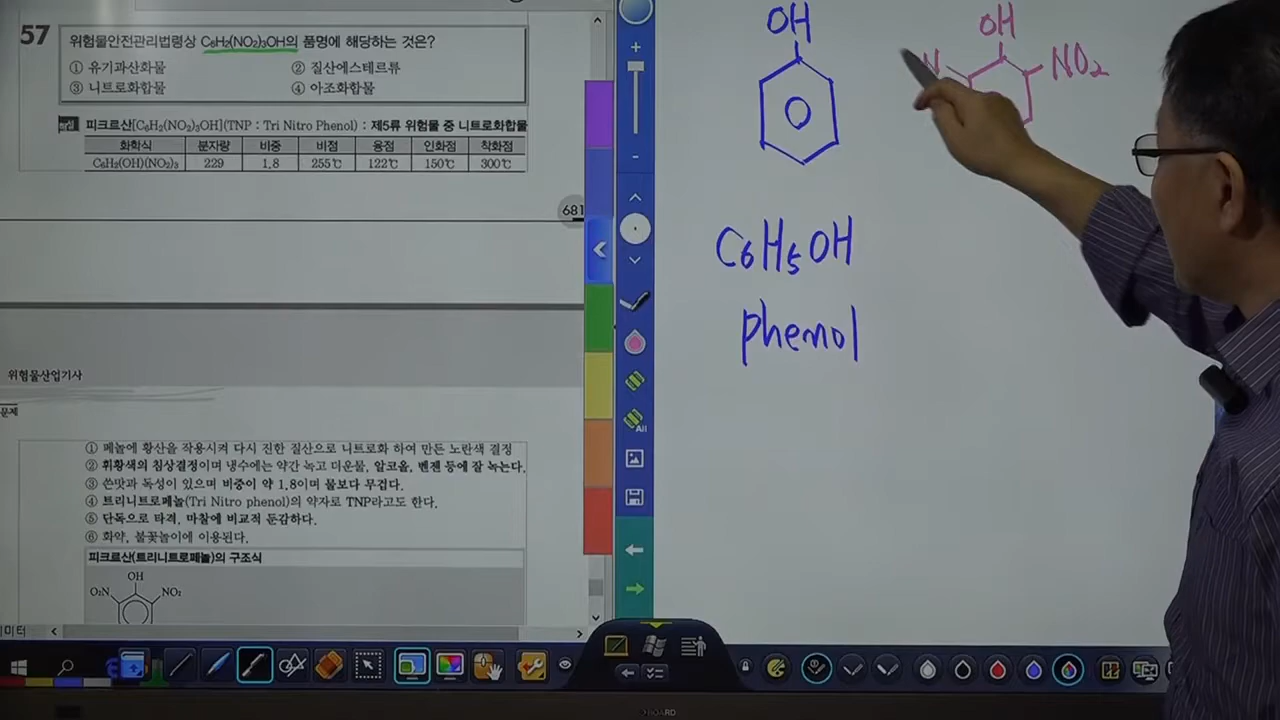 57
위험물안전관리법령상 C6H2(NO2)3OH의 품명에 해당하는 것은?
① 유기과산화물 ② 질산에스테르류
③ 니트로화합물 ④ 아조화합물
해설 피크르산[C6H2(NO2)3OH](TNP : Tri Nitro Phenol) : 제5류 위험물 중 니트로화합물
화학식 분자량 비중 비점 융점 인화점 착화점
C6H2(OH)(NO2)3 229 1.8 255℃ 122℃ 150℃ 300℃
681
위험물산업기사
문제
① 페놀에 황산을 작용시켜 다시 진한 질산으로 니트로화 하여 만든 노란색 결정
② 휘황색의 침상결정이며 냉수에는 약간 녹고 더운물, 알코올, 벤젠 등에 잘 녹는다.
③ 쓴맛과 독성이 있으며 비중이 약 1.8이며 물보다 무겁다.
④ 트리니트로페놀(Tri Nitro phenol)의 약자로 TNP라고도 한다.
⑤ 단독으로 타격, 마찰에 비교적 둔감하다.
⑥ 화약, 불꽃놀이에 이용된다.
피크르산(트리니트로페놀)의 구조식
OH
O2N NO2
미터
All
OH
C6H5OH
phenol
OH
N NO2